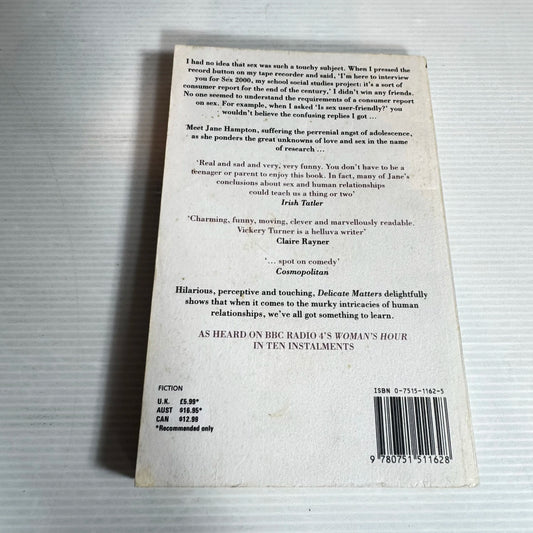 I had no idea that sex was such a touchy subject. When I pressed the
record button on my tape recorder and said, 'I'm here to interview
you for Sex 2000, my school social studies project: it's a sort of
consumer report for the end of the century,' I didn't win any friends.
No one seemed to understand the requirements of a consumer report
on sex. For example, when I asked 'Is sex user-friendly?' you
wouldn't believe the confusing replies I got ...
Meet Jane Hampton, suffering the perennial angst of adolescence,
as she ponders the great unknowns of love and sex in the name
of research ...
'Real and sad and very, very funny. You don't have to be a
teenager or parent to enjoy this book. In fact, many of Jane's
conclusions about sex and human relationships
could teach us a thing or two'
Irish Tatler
'Charming, funny, moving, clever and marvellously readable.
Vickery Turner is a helluva writer'
Claire Rayner
'... spot on comedy'
Cosmopolitan
Hilarious, perceptive and touching, Delicate Matters delightfully
shows that when it comes to the murky intricacies of human
relationships, we've all got something to learn.
AS HEARD ON BBC RADIO 4'S WOMAN'S HOUR
IN TEN INSTALMENTS
FICTION
U.K. £5.99*
AUST $16.95*
CAN $12.99
*Recommended only
ISBN 0-7515-1162-5
9 780751 511628